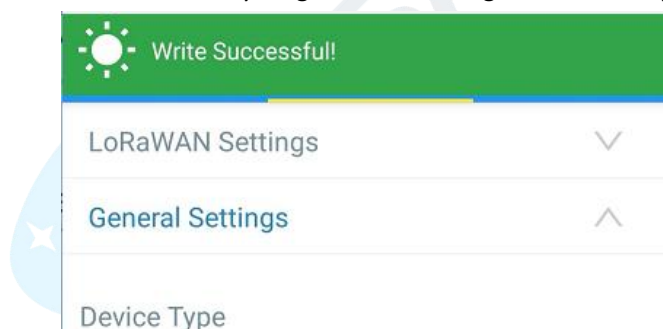 Write Successful!
LoRaWAN Settings
General Settings
Device Type